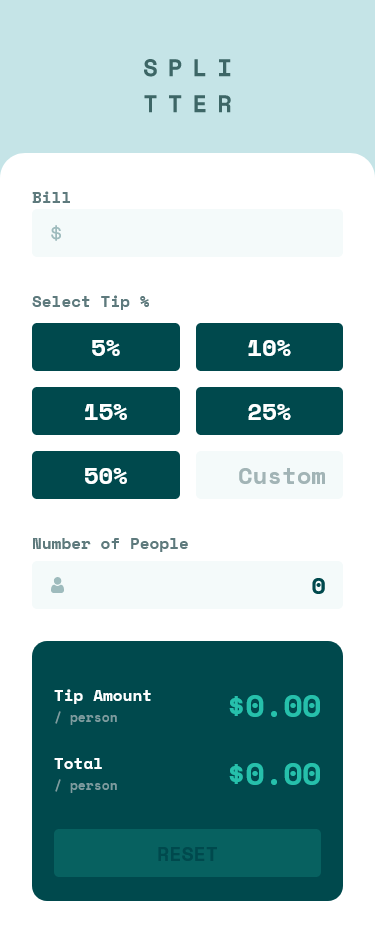 SPLI
TTER
Bill
$
Select Tip %
5% 10%
15% 25%
50% Custom
Number of People
0
Tip Amount $0.00
/ person
Total $0.00
/ person
RESET